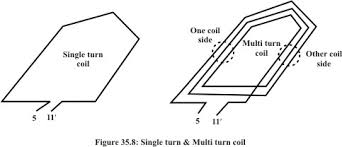 Single turn
coil
5 11'
One coil
side
Multi turn
coil
Other coil
side
5 11'
Figure 35.8: Single turn & Multi turn coil